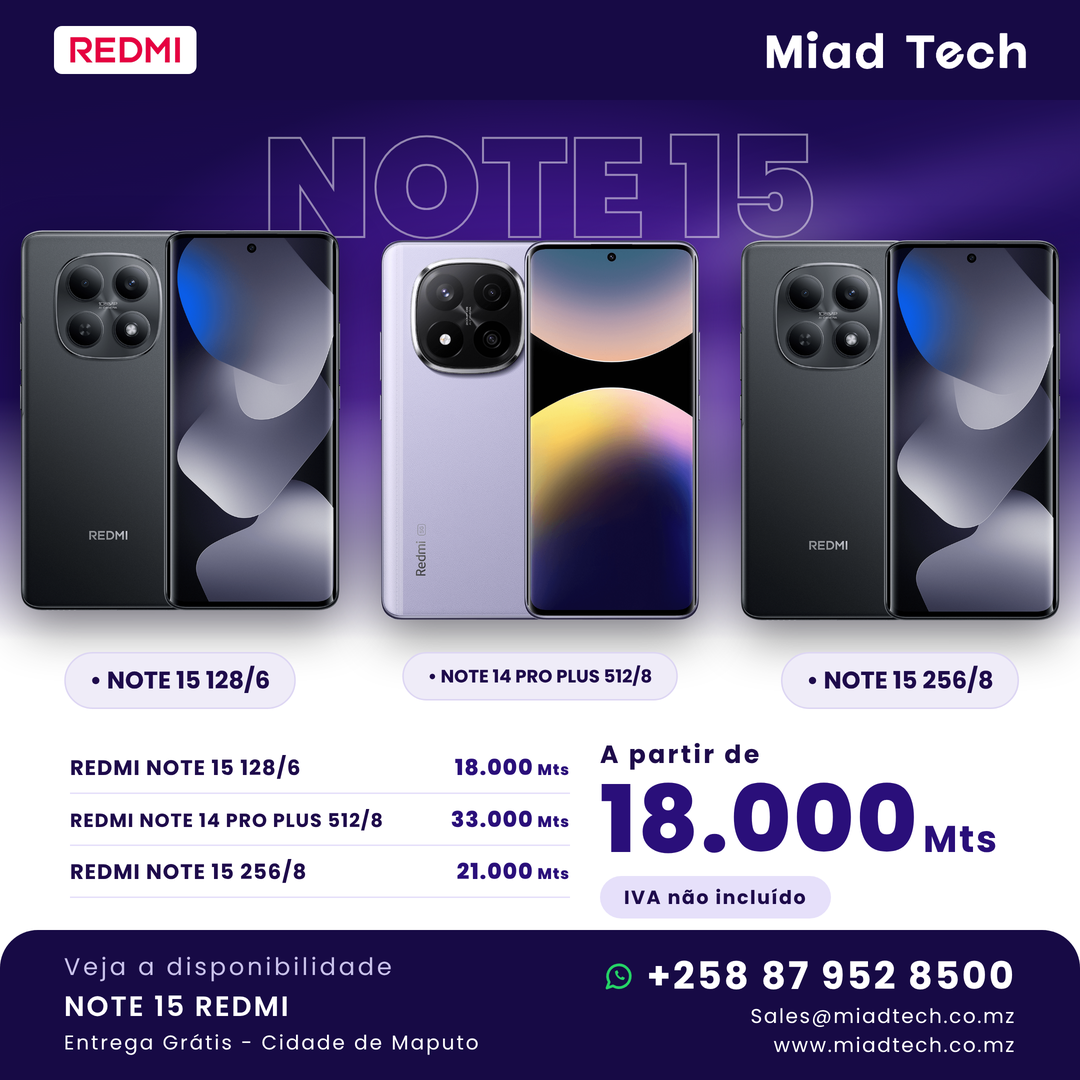 REDMI
Miad Tech
NOTE 15
REDMI
Redmi
REDMI
• NOTE 15 128/6
• NOTE 14 PRO PLUS 512/8
• NOTE 15 256/8
REDMI NOTE 15 128/6 18.000 Mts
REDMI NOTE 14 PRO PLUS 512/8 33.000 Mts
REDMI NOTE 15 256/8 21.000 Mts
A partir de
18.000 Mts
IVA não incluído
Veja a disponibilidade
NOTE 15 REDMI
Entrega Grátis - Cidade de Maputo
+258 87 952 8500
Sales@miadtech.co.mz
www.miadtech.co.mz